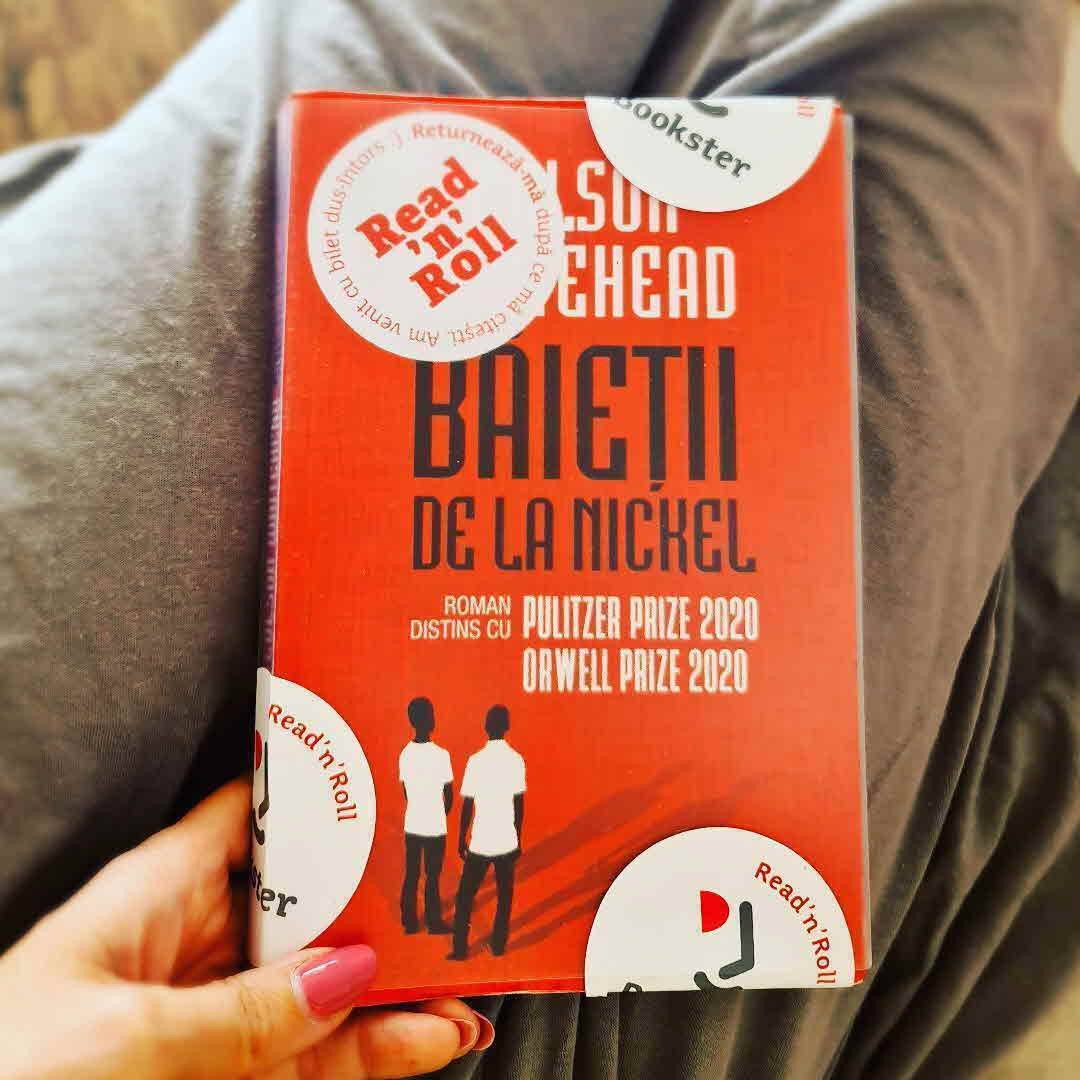 Returnează-mă după ce mă citești. Am venit cu bilet dus-întors :)
Read
'n'
Roll
Bookster
LSON
EHEAD
BĂIEȚII
DE LA NICKEL
ROMAN
DISTINS CU
PULITZER PRIZE 2020
ORWELL PRIZE 2020
Read'n'Roll
ster
Read'n'Roll